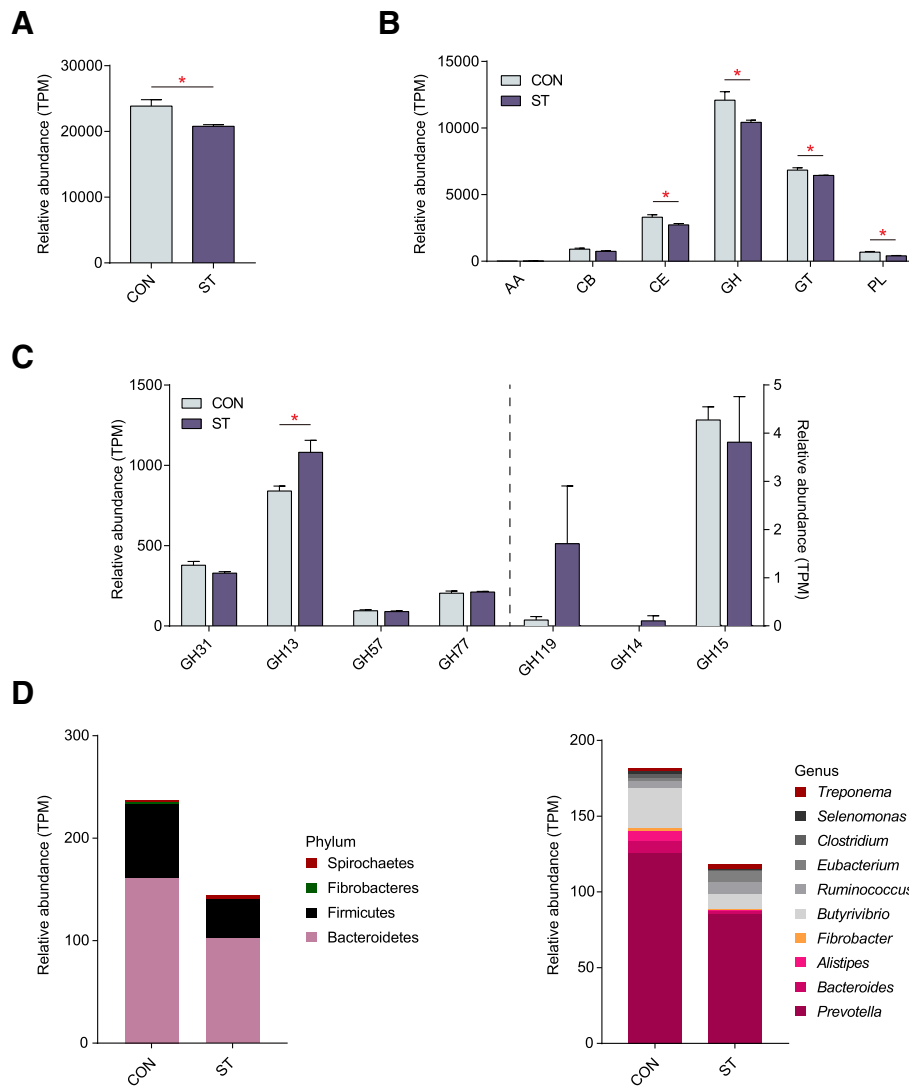 A
Relative abundance (TPM)
30000
20000
10000
0
*
CON
ST
B
Relative abundance (TPM)
15000
10000
5000
0
CON
ST
*
*
*
*
AA
CB
CE
GH
GT
PL
C
Relative abundance (TPM)
1500
1000
500
0
CON
ST
*
5
4
3
2
1
0
Relative abundance (TPM)
GH31
GH13
GH57
GH77
GH119
GH14
GH15
D
Relative abundance (TPM)
300
200
100
0
CON
ST
Phylum
Spirochaetes
Fibrobacteres
Firmicutes
Bacteroidetes
Relative abundance (TPM)
200
150
100
50
0
CON
ST
Genus
Treponema
Selenomonas
Clostridium
Eubacterium
Ruminococcus
Butyrivibrio
Fibrobacter
Alistipes
Bacteroides
Prevotella